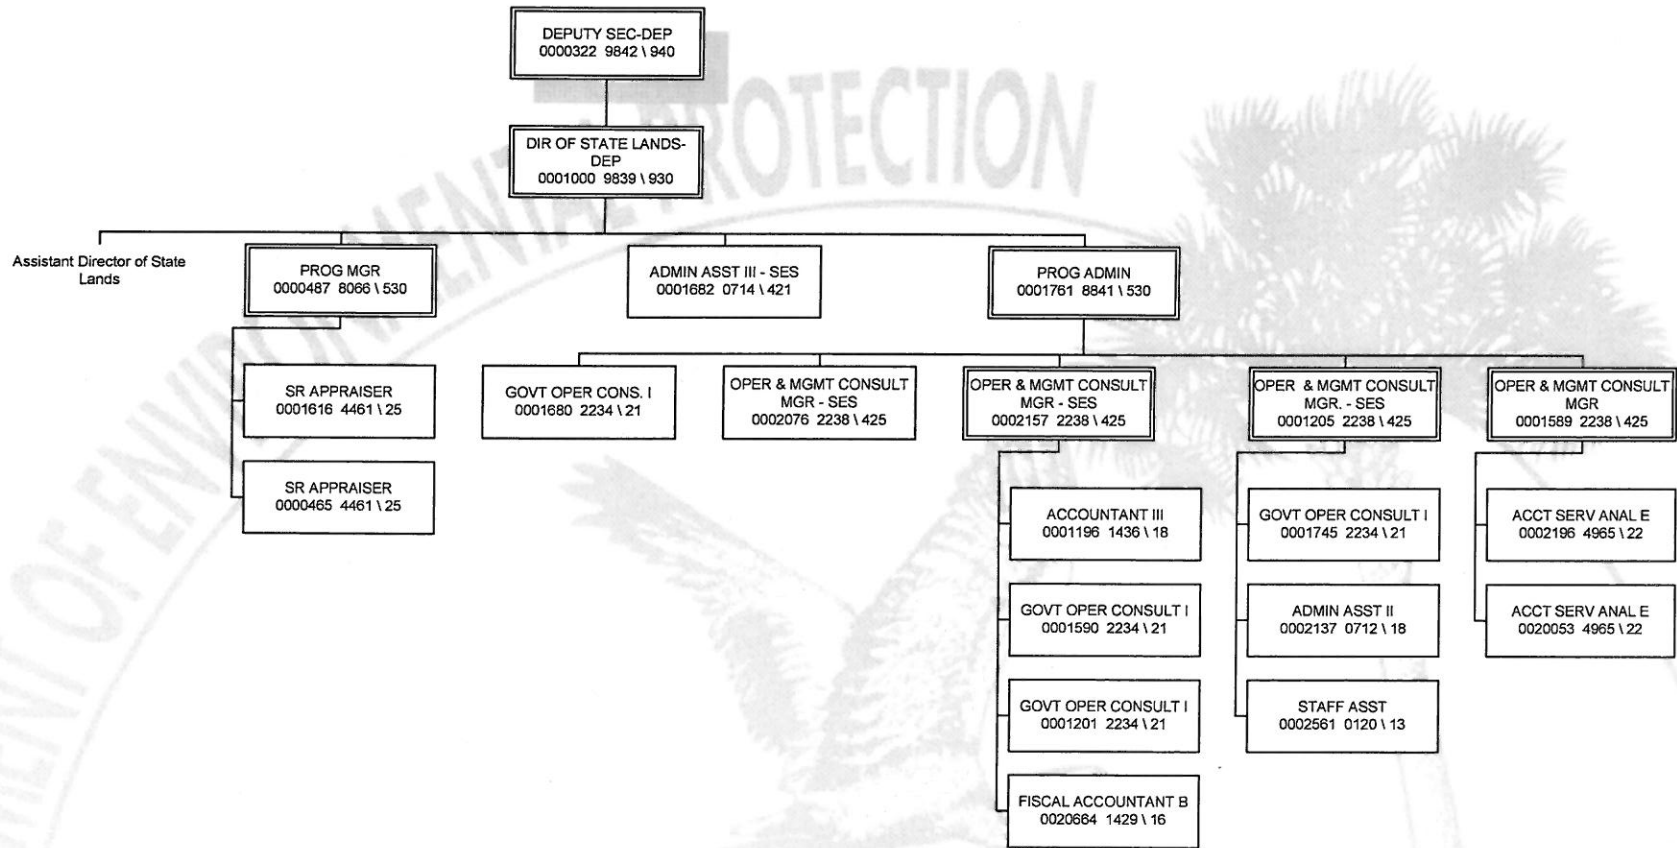 DEPUTY SEC-DEP
0000322 9842 \ 940
DIR OF STATE LANDS-
DEP
0001000 9839 \ 930
Assistant Director of State
Lands
PROG MGR
0000487 8066 \ 530
ADMIN ASST III - SES
0001682 0714 \ 421
PROG ADMIN
0001761 8841 \ 530
SR APPRAISER
0001616 4461 \ 25
SR APPRAISER
0000465 4461 \ 25
GOVT OPER CONS. I
0001680 2234 \ 21
OPER & MGMT CONSULT
MGR - SES
0002076 2238 \ 425
OPER & MGMT CONSULT
MGR - SES
0002157 2238 \ 425
OPER & MGMT CONSULT
MGR. - SES
0001205 2238 \ 425
OPER & MGMT CONSULT
MGR
0001589 2238 \ 425
ACCOUNTANT III
0001196 1436 \ 18
GOVT OPER CONSULT I
0001590 2234 \ 21
GOVT OPER CONSULT I
0001201 2234 \ 21
FISCAL ACCOUNTANT B
0020664 1429 \ 16
GOVT OPER CONSULT I
0001745 2234 \ 21
ADMIN ASST II
0002137 0712 \ 18
STAFF ASST
0002561 0120 \ 13
ACCT SERV ANAL E
0002196 4965 \ 22
ACCT SERV ANAL E
0020053 4965 \ 22
OF ENVIRONMENTAL PROTECTION